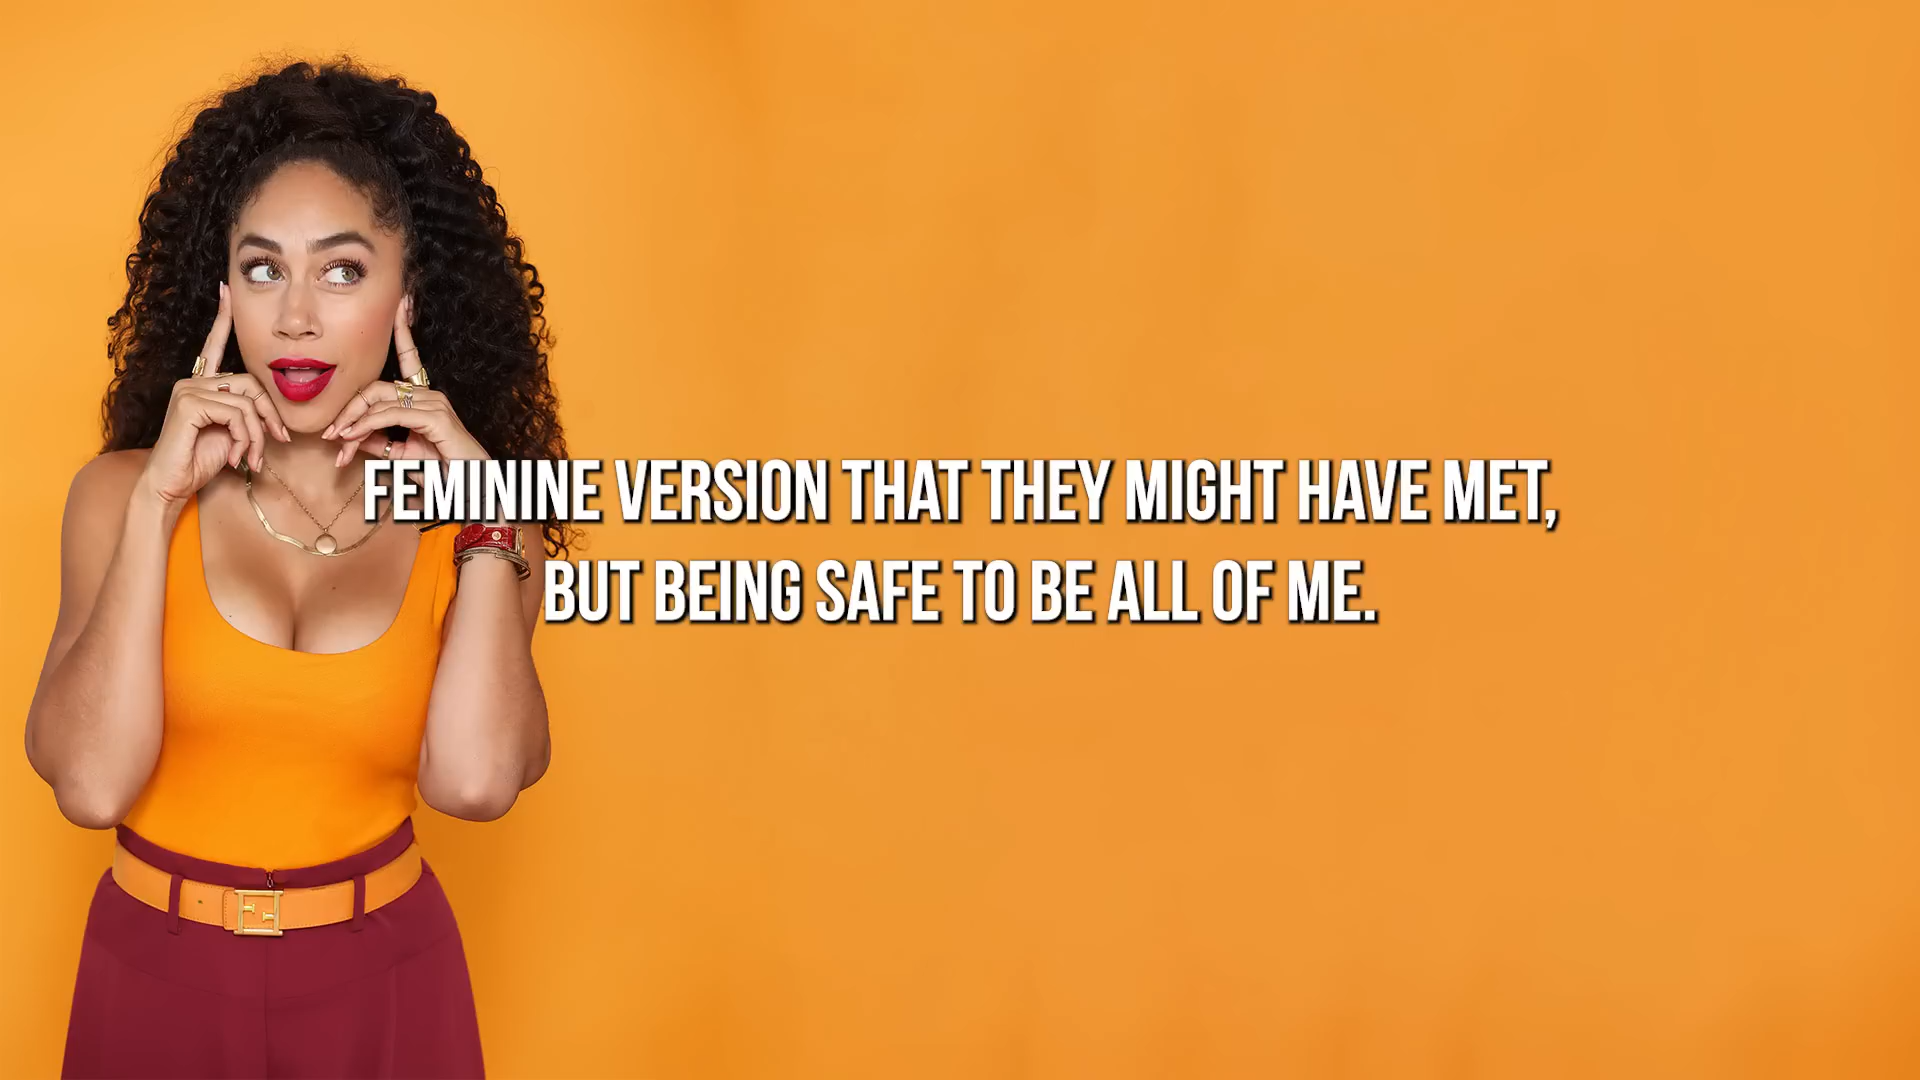 FEMININE VERSION THAT THEY MIGHT HAVE MET,
BUT BEING SAFE TO BE ALL OF ME.